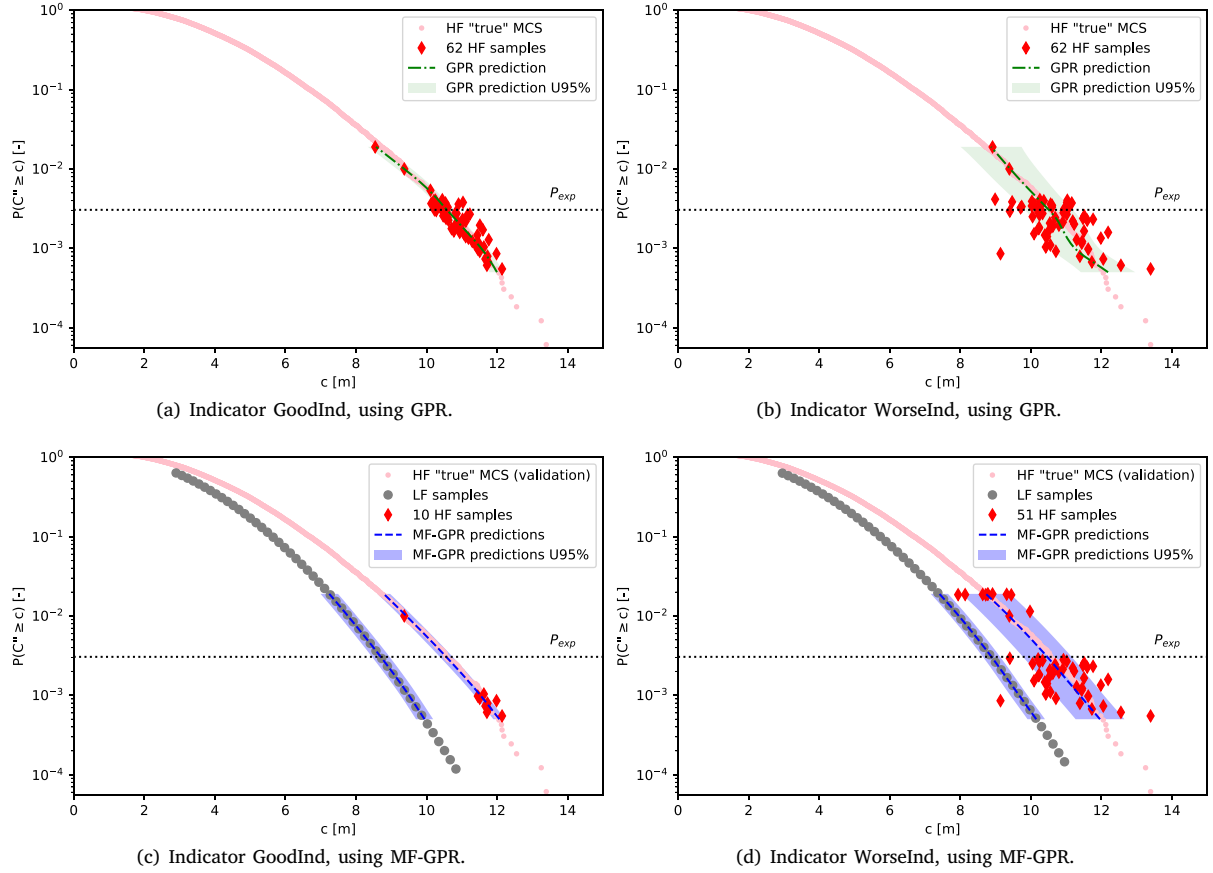 10⁰
10⁻¹
10⁻²
10⁻³
10⁻⁴
P(C'' ≥ c) [-]
HF "true" MCS
62 HF samples
GPR prediction
GPR prediction U95%
P_exp
0 2 4 6 8 10 12 14
c [m]
(a) Indicator GoodInd, using GPR.
10⁰
10⁻¹
10⁻²
10⁻³
10⁻⁴
P(C'' ≥ c) [-]
HF "true" MCS
62 HF samples
GPR prediction
GPR prediction U95%
P_exp
0 2 4 6 8 10 12 14
c [m]
(b) Indicator WorseInd, using GPR.
10⁰
10⁻¹
10⁻²
10⁻³
10⁻⁴
P(C'' ≥ c) [-]
HF "true" MCS (validation)
LF samples
10 HF samples
MF-GPR predictions
MF-GPR predictions U95%
P_exp
0 2 4 6 8 10 12 14
c [m]
(c) Indicator GoodInd, using MF-GPR.
10⁰
10⁻¹
10⁻²
10⁻³
10⁻⁴
P(C'' ≥ c) [-]
HF "true" MCS (validation)
LF samples
51 HF samples
MF-GPR predictions
MF-GPR predictions U95%
P_exp
0 2 4 6 8 10 12 14
c [m]
(d) Indicator WorseInd, using MF-GPR.